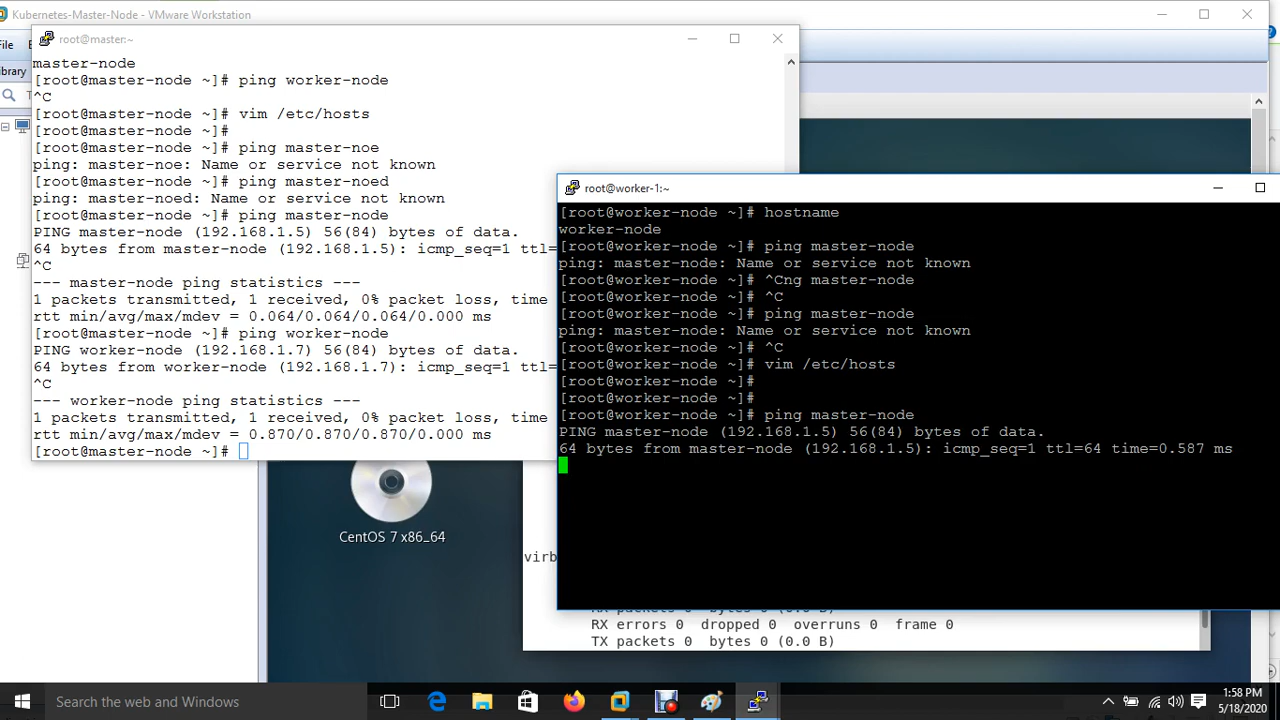 Kubernetes-Master-Node - VMware Workstation
File
root@master:~
Library
master-node
[root@master-node ~]# ping worker-node
^C
[root@master-node ~]# vim /etc/hosts
[root@master-node ~]#
[root@master-node ~]# ping master-noe
ping: master-noe: Name or service not known
[root@master-node ~]# ping master-noed
ping: master-noed: Name or service not known
[root@master-node ~]# ping master-node
PING master-node (192.168.1.5) 56(84) bytes of data.
64 bytes from master-node (192.168.1.5): icmp_seq=1 ttl=
^C
--- master-node ping statistics ---
1 packets transmitted, 1 received, 0% packet loss, time
rtt min/avg/max/mdev = 0.064/0.064/0.064/0.000 ms
[root@master-node ~]# ping worker-node
PING worker-node (192.168.1.7) 56(84) bytes of data.
64 bytes from worker-node (192.168.1.7): icmp_seq=1 ttl=
^C
--- worker-node ping statistics ---
1 packets transmitted, 1 received, 0% packet loss, time
rtt min/avg/max/mdev = 0.870/0.870/0.870/0.000 ms
[root@master-node ~]#
root@worker-1:~
[root@worker-node ~]# hostname
worker-node
[root@worker-node ~]# ping master-node
ping: master-node: Name or service not known
[root@worker-node ~]# ^Cng master-node
[root@worker-node ~]# ^C
[root@worker-node ~]# ping master-node
ping: master-node: Name or service not known
[root@worker-node ~]# ^C
[root@worker-node ~]# vim /etc/hosts
[root@worker-node ~]#
[root@worker-node ~]#
[root@worker-node ~]# ping master-node
PING master-node (192.168.1.5) 56(84) bytes of data.
64 bytes from master-node (192.168.1.5): icmp_seq=1 ttl=64 time=0.587 ms
CentOS 7 x86_64
virb
RX packets 0 bytes 0 (0.0 B)
RX errors 0 dropped 0 overruns 0 frame 0
TX packets 0 bytes 0 (0.0 B)
Search the web and Windows
1:58 PM
5/18/2020